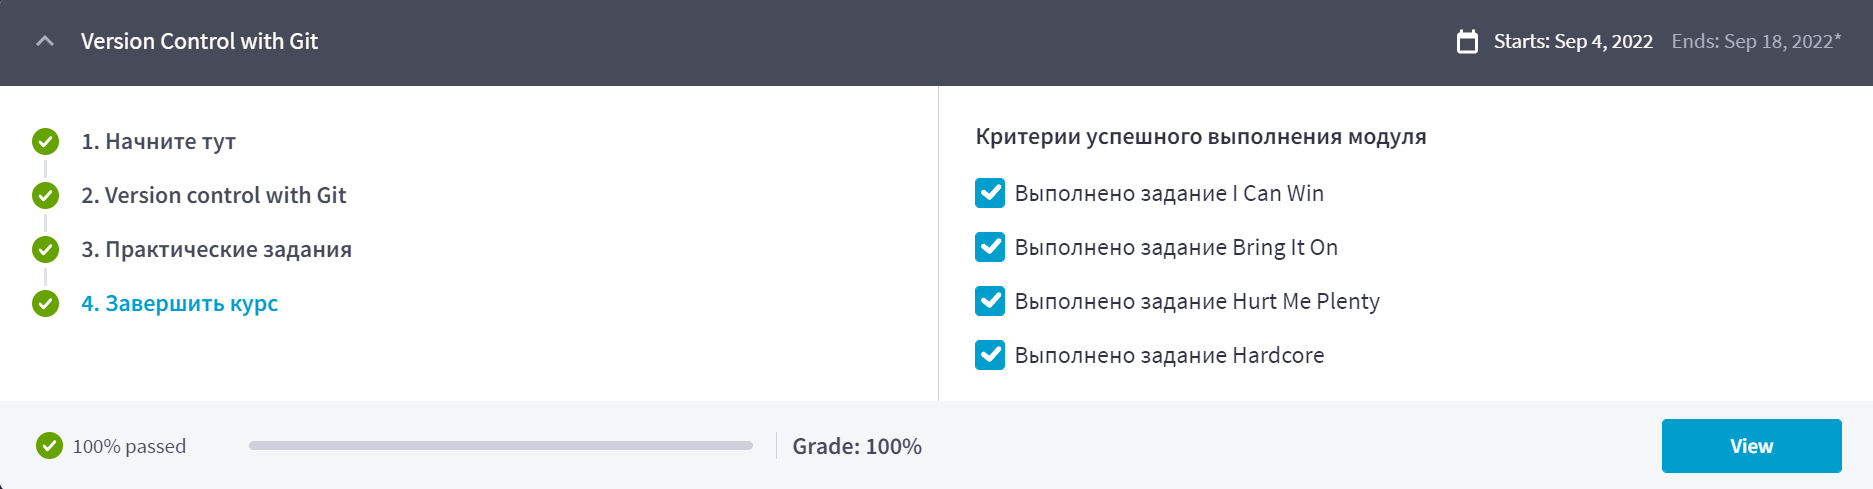 Version Control with Git
Starts: Sep 4, 2022 Ends: Sep 18, 2022*
1. Начните тут
2. Version control with Git
3. Практические задания
4. Завершить курс
Критерии успешного выполнения модуля
Выполнено задание I Can Win
Выполнено задание Bring It On
Выполнено задание Hurt Me Plenty
Выполнено задание Hardcore
100% passed
Grade: 100%
View